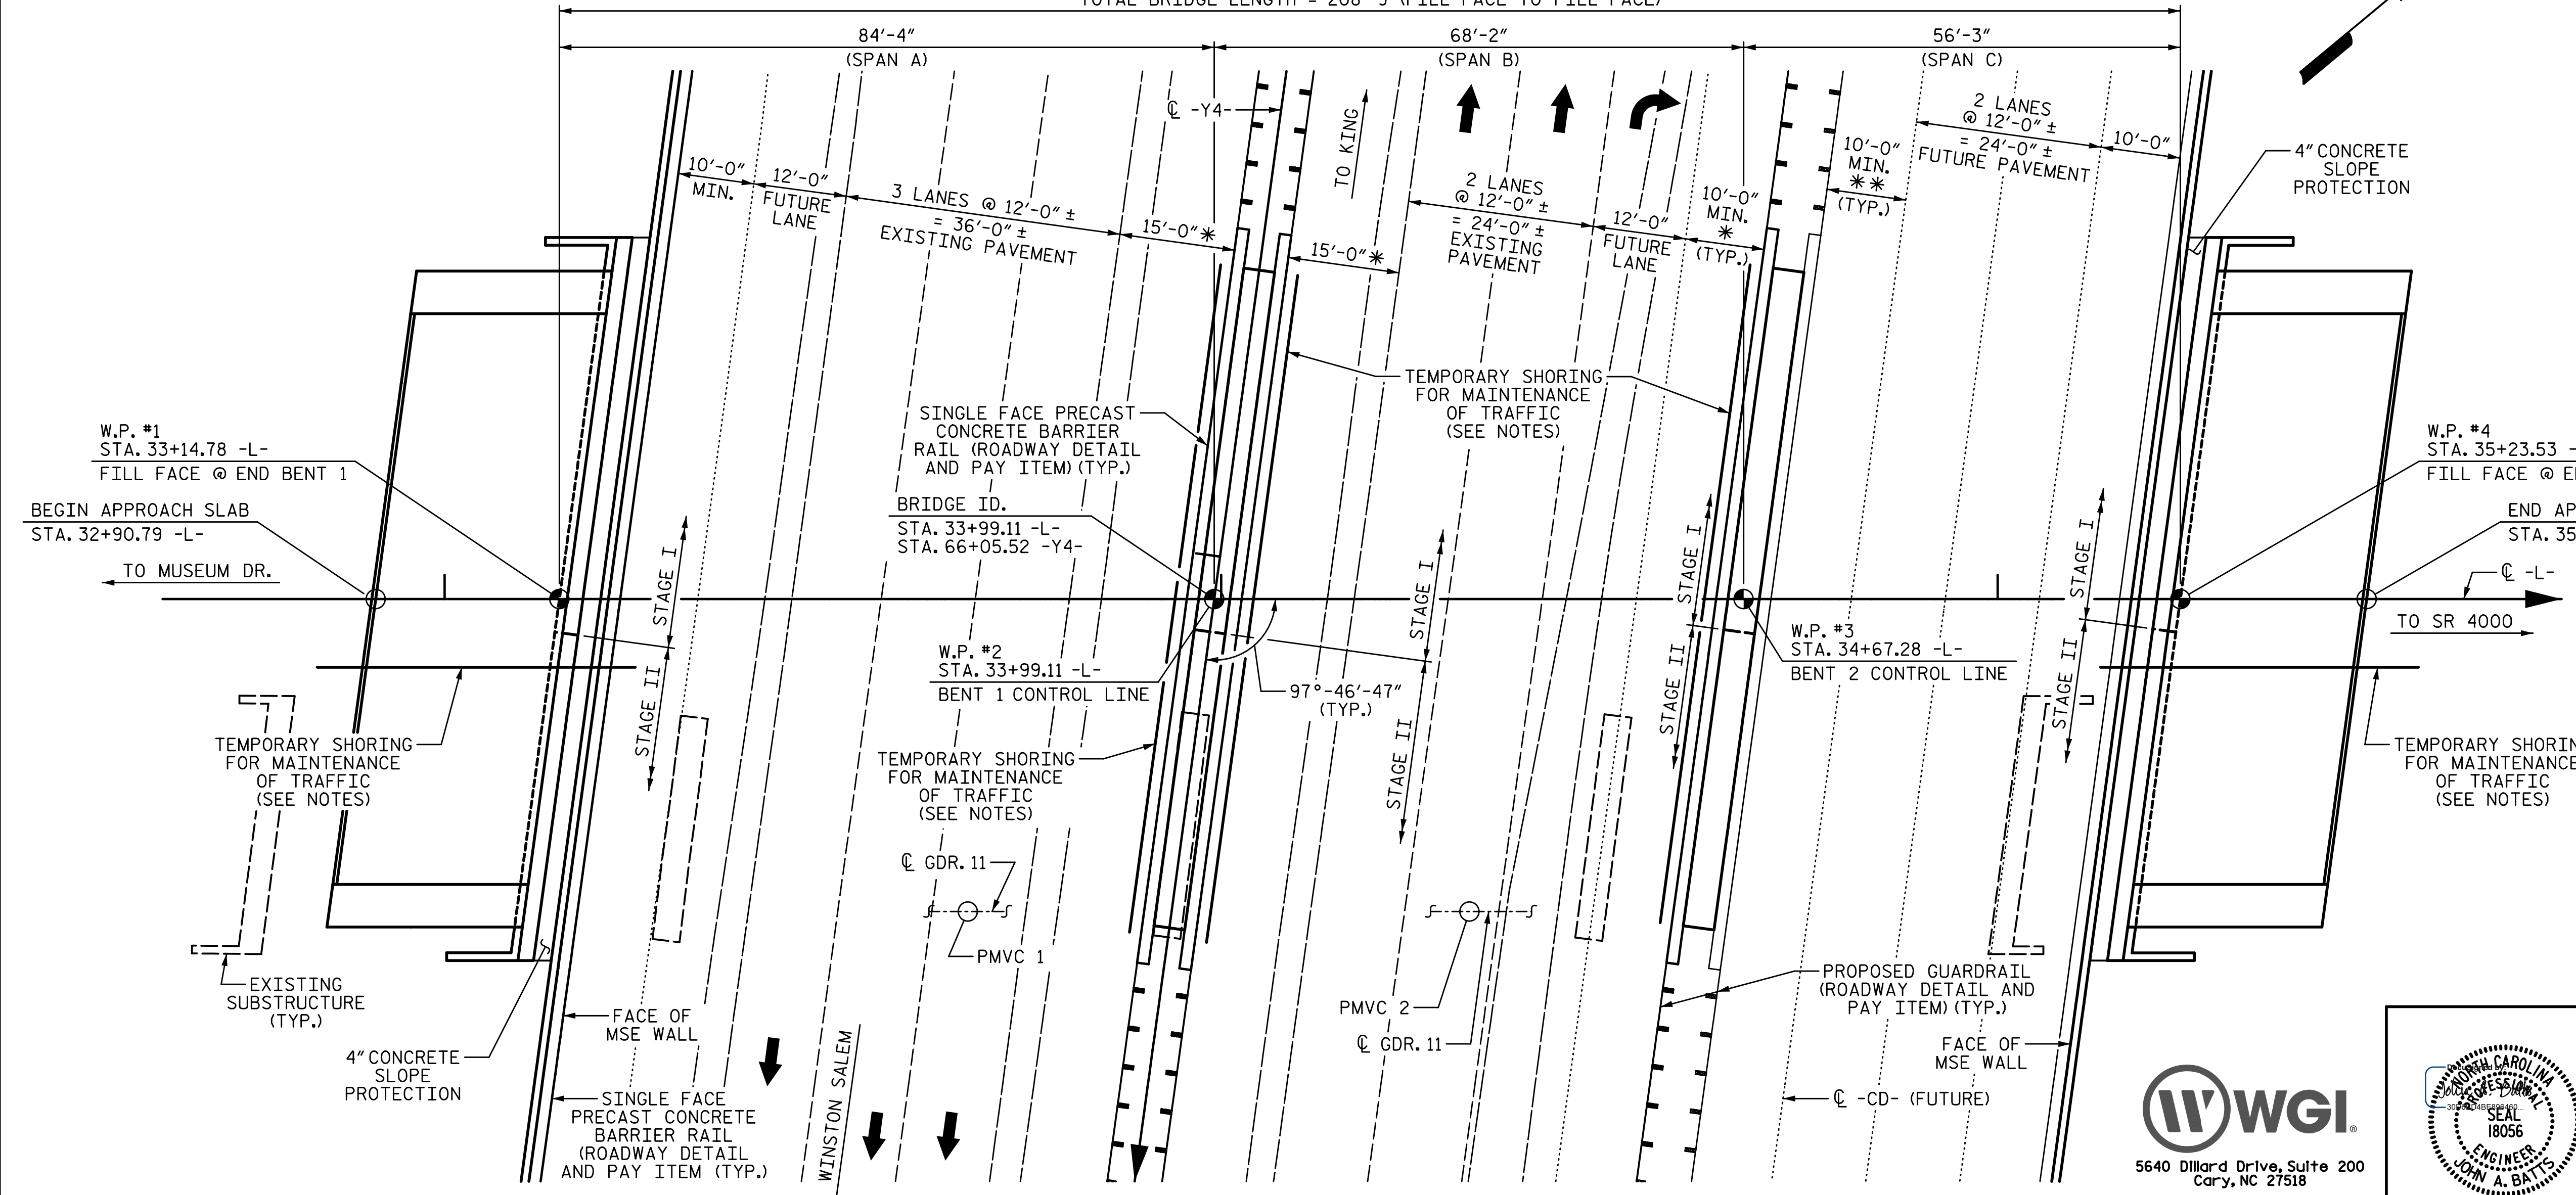 TOTAL BRIDGE LENGTH = 208'-9" (FILL FACE TO FILL FACE)
84'-4"
(SPAN A)
68'-2"
(SPAN B)
56'-3"
(SPAN C)
℄ -Y4-
TO KING
10'-0"
MIN.
12'-0"
FUTURE
LANE
3 LANES @ 12'-0" ±
= 36'-0" ±
EXISTING PAVEMENT
15'-0" *
15'-0" *
2 LANES
@ 12'-0" ±
= 24'-0" ±
EXISTING
PAVEMENT
12'-0"
FUTURE
LANE
10'-0"
MIN.
*
(TYP.)
10'-0"
MIN.
**
(TYP.)
2 LANES
@ 12'-0" ±
= 24'-0" ±
FUTURE PAVEMENT
10'-0"
4" CONCRETE
SLOPE
PROTECTION
TEMPORARY SHORING
FOR MAINTENANCE
OF TRAFFIC
(SEE NOTES)
SINGLE FACE PRECAST
CONCRETE BARRIER
RAIL (ROADWAY DETAIL
AND PAY ITEM) (TYP.)
W.P. #1
STA. 33+14.78 -L-
FILL FACE @ END BENT 1
BEGIN APPROACH SLAB
STA. 32+90.79 -L-
TO MUSEUM DR.
BRIDGE ID.
STA. 33+99.11 -L-
STA. 66+05.52 -Y4-
W.P. #4
STA. 35+23.53 -
FILL FACE @
END
STA. 35
℄ -L-
TO SR 4000
STAGE I
STAGE II
STAGE I
STAGE II
STAGE I
STAGE II
STAGE I
STAGE II
W.P. #2
STA. 33+99.11 -L-
BENT 1 CONTROL LINE
97°-46'-47"
(TYP.)
W.P. #3
STA. 34+67.28 -L-
BENT 2 CONTROL LINE
TEMPORARY SHORING
FOR MAINTENANCE
OF TRAFFIC
(SEE NOTES)
TEMPORARY SHORING
FOR MAINTENANCE
OF TRAFFIC
(SEE NOTES)
TEMPORARY
FOR MAINTENANCE
OF TRAFFIC
(SEE NOTES)
℄ GDR. 11
PMVC 1
PMVC 2
℄ GDR. 11
EXISTING
SUBSTRUCTURE
(TYP.)
4" CONCRETE
SLOPE
PROTECTION
FACE OF
MSE WALL
SINGLE FACE
PRECAST CONCRETE
BARRIER RAIL
(ROADWAY DETAIL
AND PAY ITEM (TYP.)
WINSTON SALEM
PROPOSED GUARDRAIL
(ROADWAY DETAIL AND
PAY ITEM) (TYP.)
FACE OF
MSE WALL
℄ -CD- (FUTURE)
WGI®
5640 Dillard Drive, Suite 200
Cary, NC 27518
NORTH CAROLINA
PROFESSIONAL
SEAL
18056
ENGINEER
JOHN A. BATTS